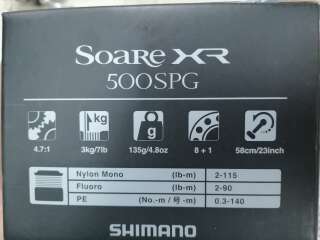 SOARE XR
500SPG
kg
g
4.7:1 3kg/7lb 135g/4.8oz 8 + 1 58cm/23inch
Nylon Mono (lb-m) 2-115
Fluoro (lb-m) 2-90
PE (No.-m / 号-m) 0.3-140
SHIMANO